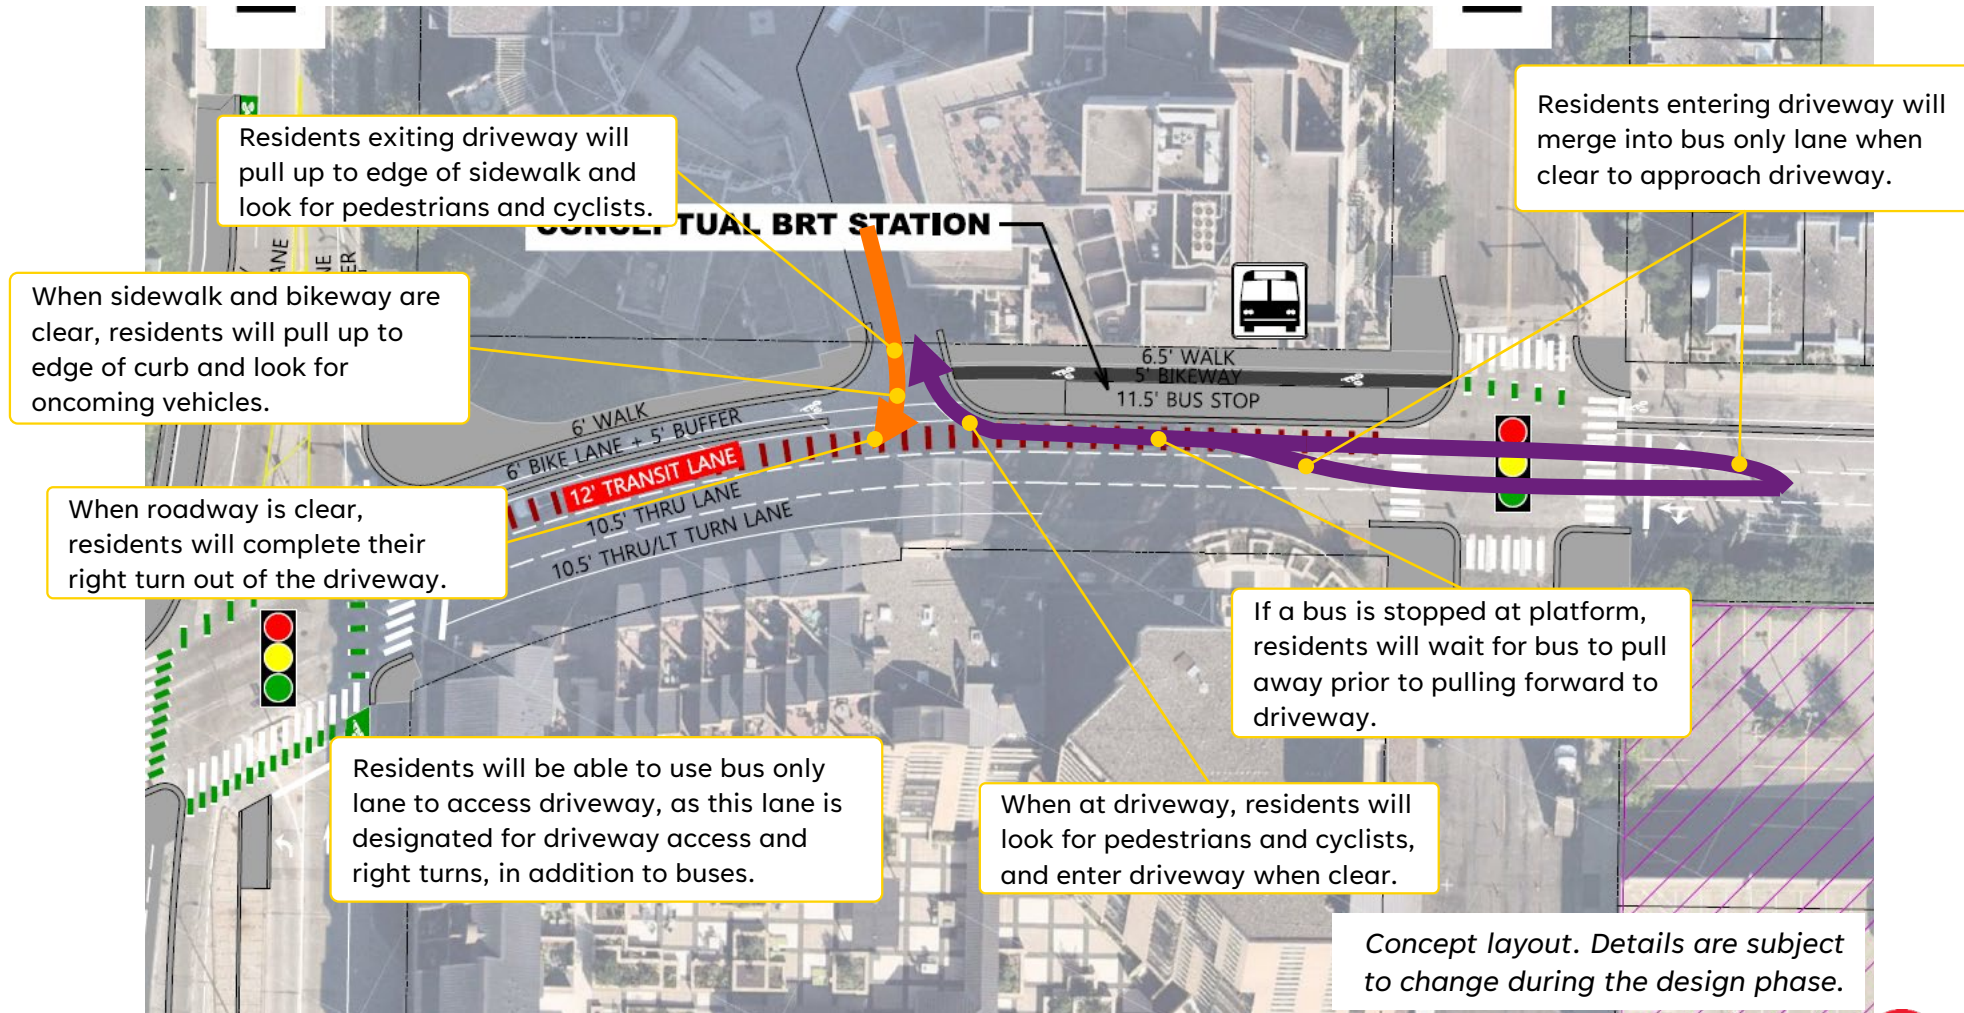 Residents exiting driveway will
pull up to edge of sidewalk and
look for pedestrians and cyclists.
Residents entering driveway will
merge into bus only lane when
clear to approach driveway.
CONCEPTUAL BRT STATION
ANE
NE
ER
When sidewalk and bikeway are
clear, residents will pull up to
edge of curb and look for
oncoming vehicles.
6.5' WALK
5' BIKEWAY
11.5' BUS STOP
6' WALK
6' BIKE LANE + 5' BUFFER
12' TRANSIT LANE
10.5' THRU LANE
10.5' THRU/LT TURN LANE
When roadway is clear,
residents will complete their
right turn out of the driveway.
If a bus is stopped at platform,
residents will wait for bus to pull
away prior to pulling forward to
driveway.
Residents will be able to use bus only
lane to access driveway, as this lane is
designated for driveway access and
right turns, in addition to buses.
When at driveway, residents will
look for pedestrians and cyclists,
and enter driveway when clear.
Concept layout. Details are subject
to change during the design phase.